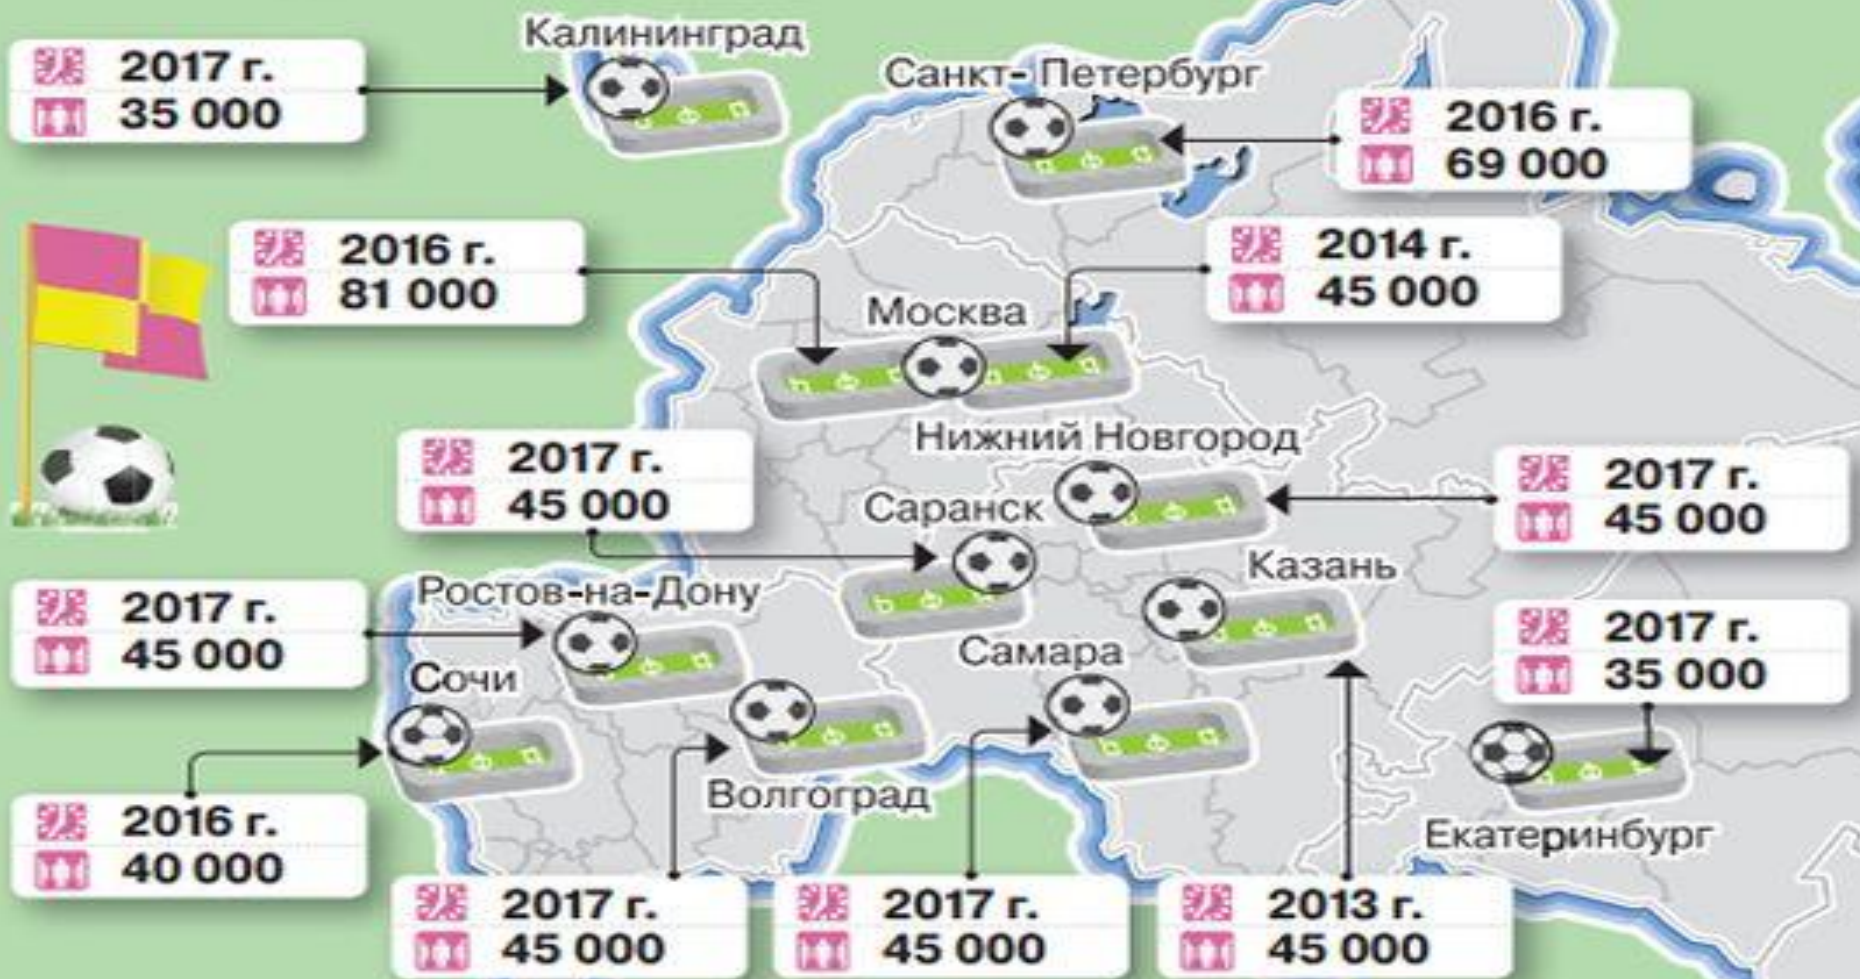 Калининград
2017 г.
35 000
Санкт-Петербург
2016 г.
69 000
2016 г.
81 000
2014 г.
45 000
Москва
2017 г.
45 000
Нижний Новгород
2017 г.
45 000
Саранск
Казань
2017 г.
45 000
Ростов-на-Дону
2017 г.
35 000
Самара
Сочи
2016 г.
40 000
Волгоград
Екатеринбург
2017 г.
45 000
2017 г.
45 000
2013 г.
45 000